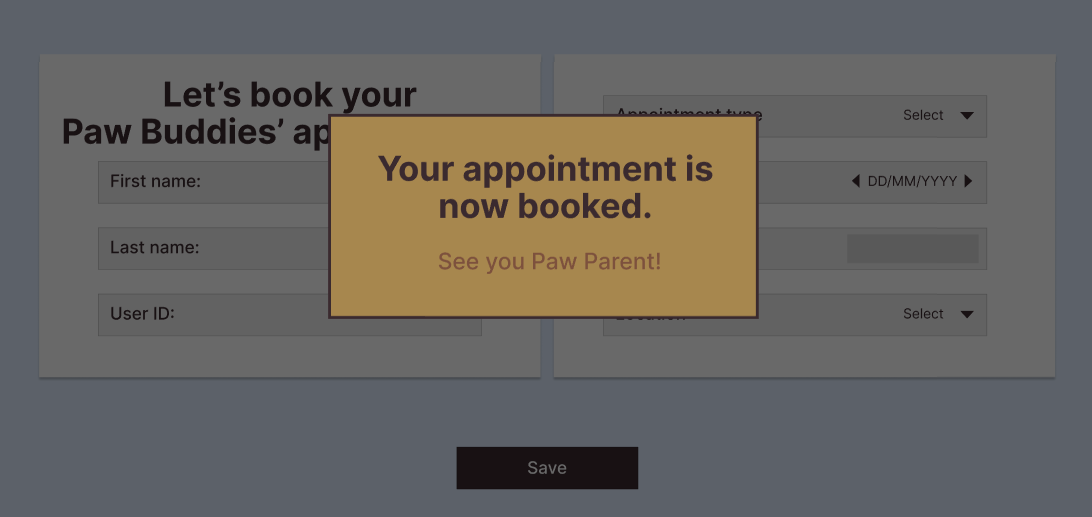 Let's book your
Paw Buddies' ap
First name:
Last name:
User ID:
Appointment type
Select
DD/MM/YYYY
Location
Select
Your appointment is
now booked.
See you Paw Parent!
Save